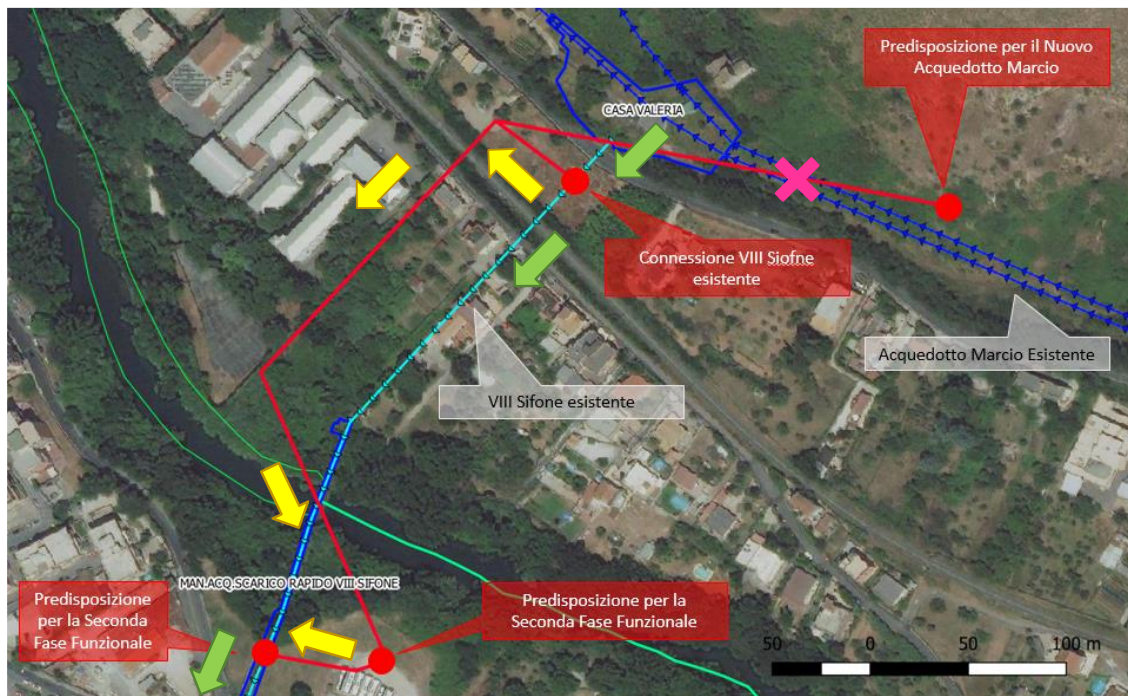 Predisposizione per il Nuovo
Acquedotto Marcio
CASA VALERIA
Connessione VIII Siofne
esistente
Acquedotto Marcio Esistente
VIII Sifone esistente
MAN.ACQ.SCARICO RAPIDO VIII SIFONE
Predisposizione
per la Seconda
Fase Funzionale
Predisposizione per la
Seconda Fase Funzionale
50 0 50 100 m